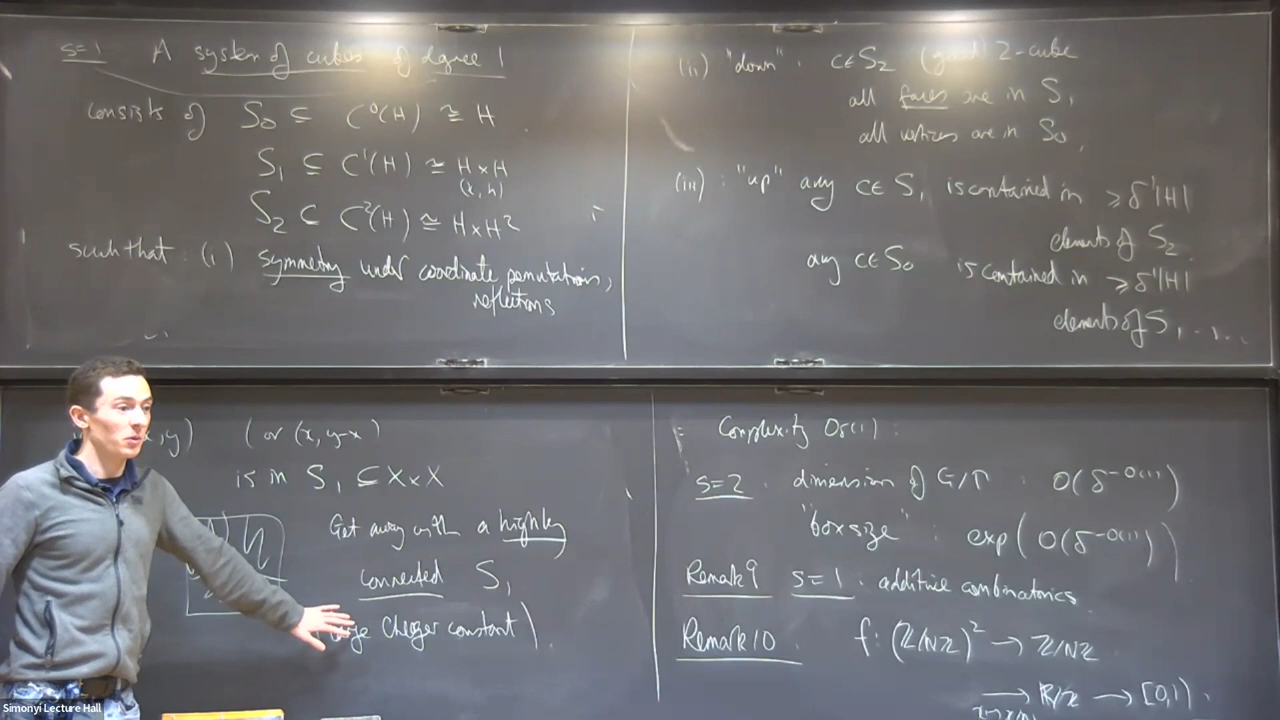 s=1 A system of cubes of degree 1
consists of S₀ ⊆ C⁰(H) ≅ H
S₁ ⊆ C¹(H) ≅ H×H
(x, h)
S₂ ⊆ C²(H) ≅ H×H²
such that : (i) symmetry under coordinate permutations,
reflections
(ii) "down" : c∈S₂ (good) 2-cube
all faces are in S₁
all vertices are in S₀,
(iii) : "up" any c∈S₁ is contained in ≥δ'|H|
elements of S₂.
any c∈S₀ is contained in ≥δ'|H|
elements of S₁ ....
,y) (or (x, y-x)
is in S₁ ⊆ X×X
Get away with a highly
connected S₁
Cheeger constant).
Complexity Oδ(1) :
s=2 . dimension of G/Γ : O(δ^{-O(1)})
"box size" : exp(O(δ^{-O(1)}))
Remark 9 s=1 . additive combinatorics
Remark 10 f: (Z/NZ)² → Z/NZ
→ R/Z → [0,1).
Simonyi Lecture Hall